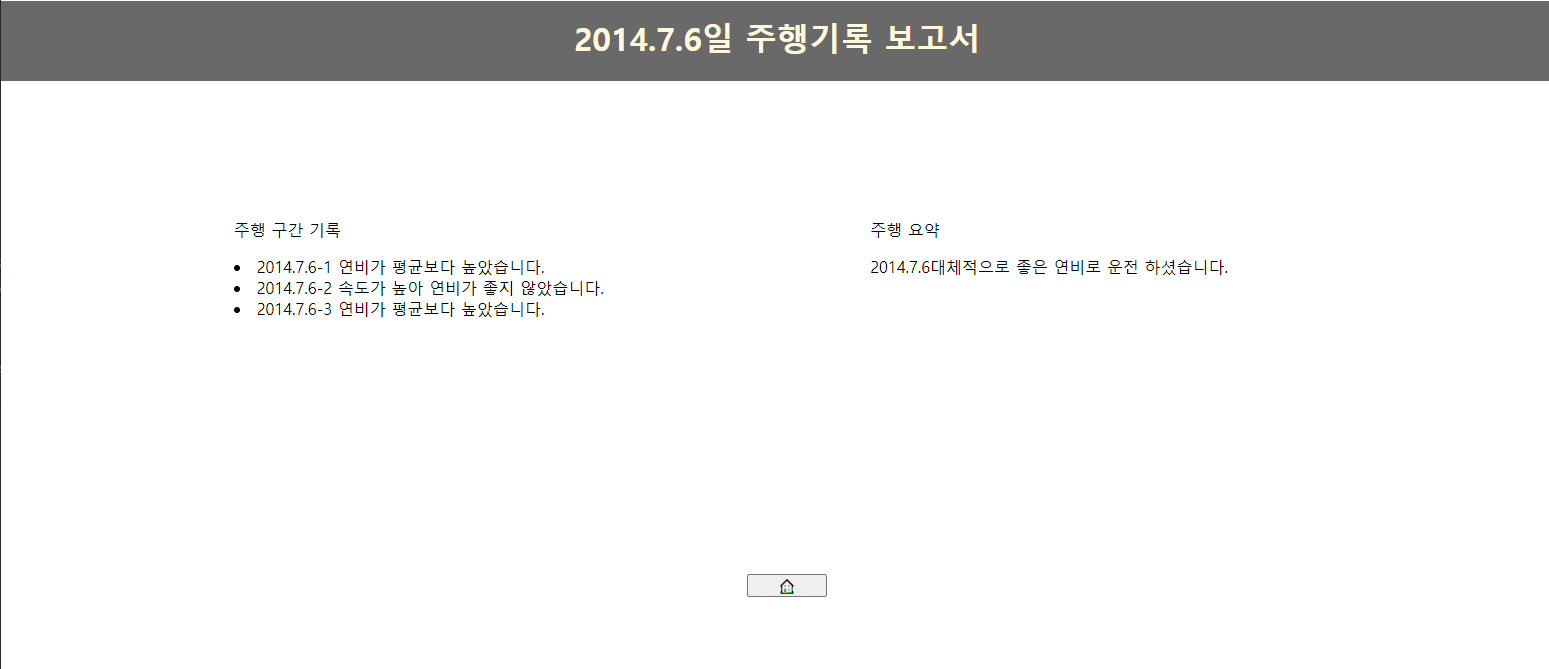 2014.7.6일 주행기록 보고서
주행 구간 기록
2014.7.6-1 연비가 평균보다 높았습니다.
2014.7.6-2 속도가 높아 연비가 좋지 않았습니다.
2014.7.6-3 연비가 평균보다 높았습니다.
주행 요약
2014.7.6대체적으로 좋은 연비로 운전 하셨습니다.